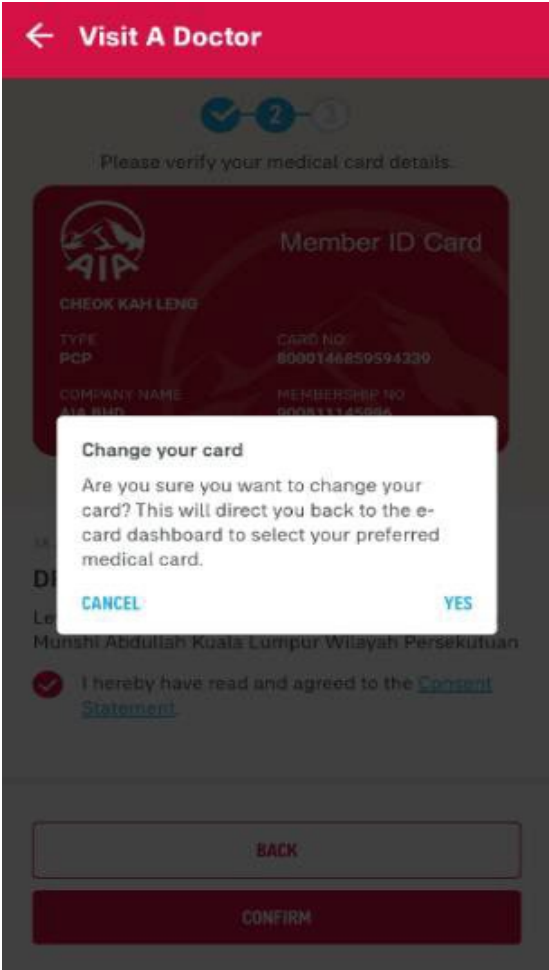 Visit A Doctor
2 3
Please verify your medical card details.
AIA
Member ID Card
CHEOK KAH LENG
TYPE
CARD NO:
PCP
8000146859594339
COMPANY NAME
MEMBERSHIP NO
AIA BHD
Change your card
Are you sure you want to change your
card? This will direct you back to the e-
card dashboard to select your preferred
medical card.
CANCEL
YES
Munshi Abdullah Kuala Lumpur Wilayah Persekutuan
I hereby have read and agreed to the Consent
Statement.
BACK
CONFIRM